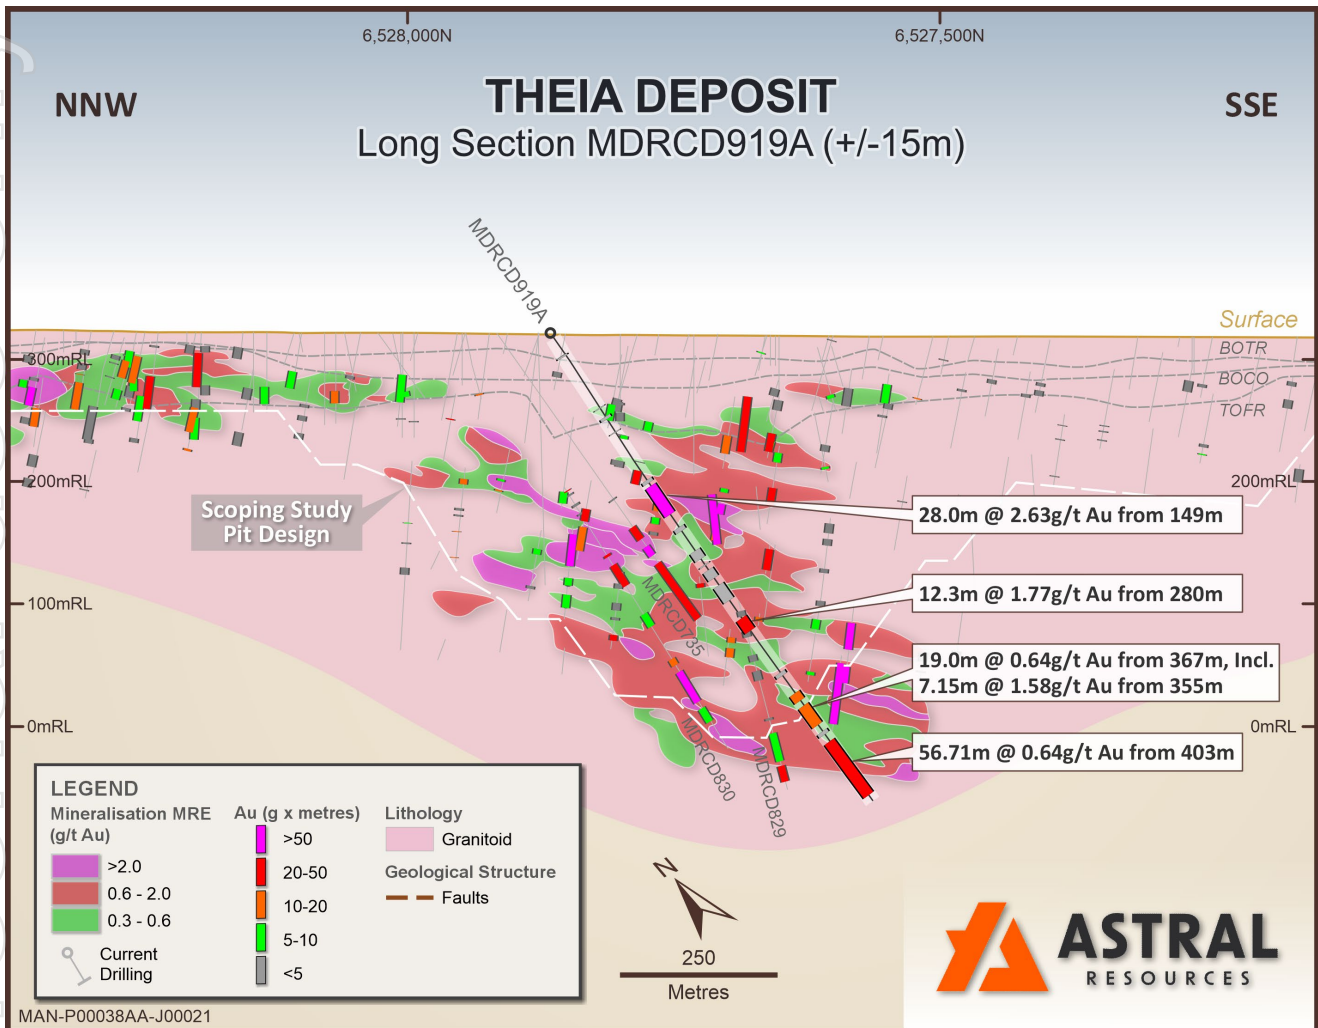 6,528,000N
6,527,500N
NNW
THEIA DEPOSIT
SSE
Long Section MDRCD919A (+/-15m)
MDRCD919A
Surface
BOTR
300mRL
BOCO
TOFR
200mRL
200mRL
Scoping Study
Pit Design
28.0m @ 2.63g/t Au from 149m
100mRL
12.3m @ 1.77g/t Au from 280m
MDRCD735
19.0m @ 0.64g/t Au from 367m, Incl.
7.15m @ 1.58g/t Au from 355m
0mRL
0mRL
56.71m @ 0.64g/t Au from 403m
MDRCD830
MDRCD829
LEGEND
Mineralisation MRE
(g/t Au)
>2.0
0.6 - 2.0
0.3 - 0.6
Current
Drilling
Au (g x metres)
>50
20-50
10-20
5-10
<5
Lithology
Granitoid
Geological Structure
Faults
N
250
Metres
ASTRAL
RESOURCES
MAN-P00038AA-J00021